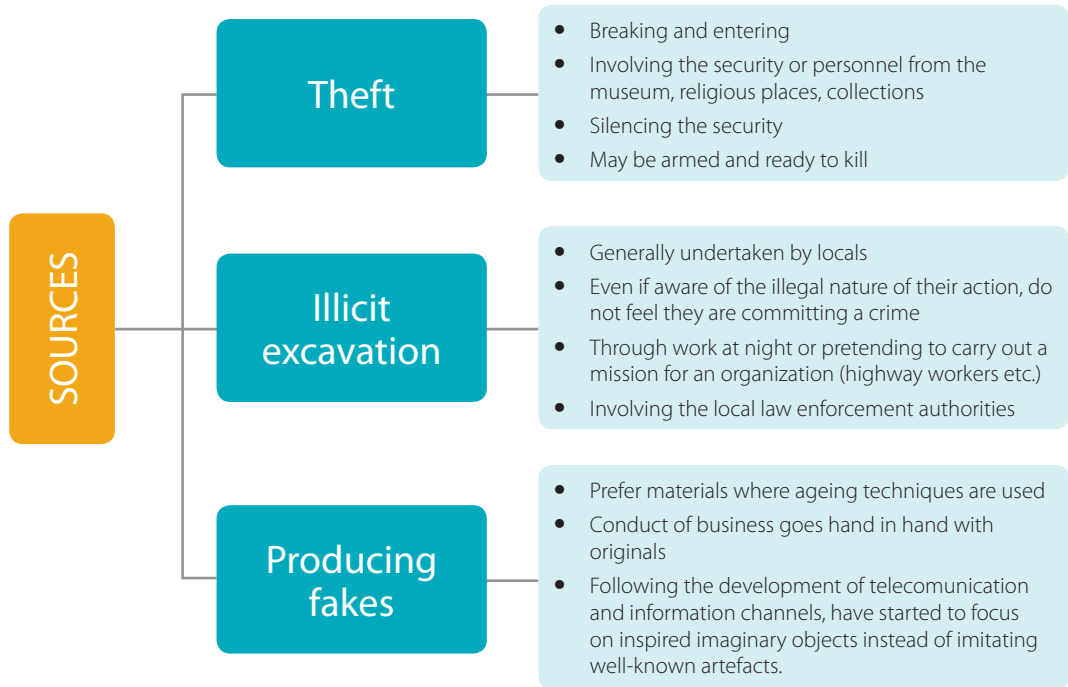 SOURCES
Theft
• Breaking and entering
• Involving the security or personnel from the
museum, religious places, collections
• Silencing the security
• May be armed and ready to kill
Illicit
excavation
• Generally undertaken by locals
• Even if aware of the illegal nature of their action, do
not feel they are committing a crime
• Through work at night or pretending to carry out a
mission for an organization (highway workers etc.)
• Involving the local law enforcement authorities
Producing
fakes
• Prefer materials where ageing techniques are used
• Conduct of business goes hand in hand with
originals
• Following the development of telecomunication
and information channels, have started to focus
on inspired imaginary objects instead of imitating
well-known artefacts.